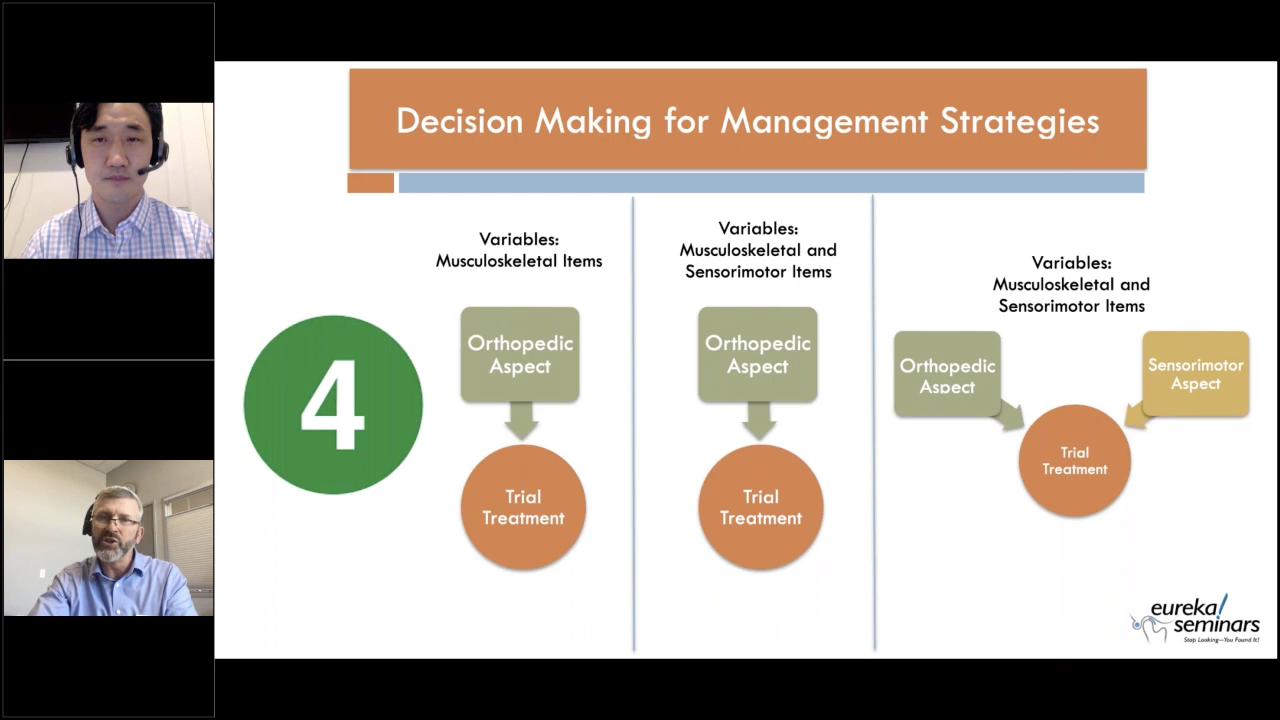 Decision Making for Management Strategies
4
Variables:
Musculoskeletal Items
Orthopedic
Aspect
Trial
Treatment
Variables:
Musculoskeletal and
Sensorimotor Items
Orthopedic
Aspect
Trial
Treatment
Variables:
Musculoskeletal and
Sensorimotor Items
Orthopedic
Aspect
Sensorimotor
Aspect
Trial
Treatment
eureka!
seminars
Stop Looking—You Found It!